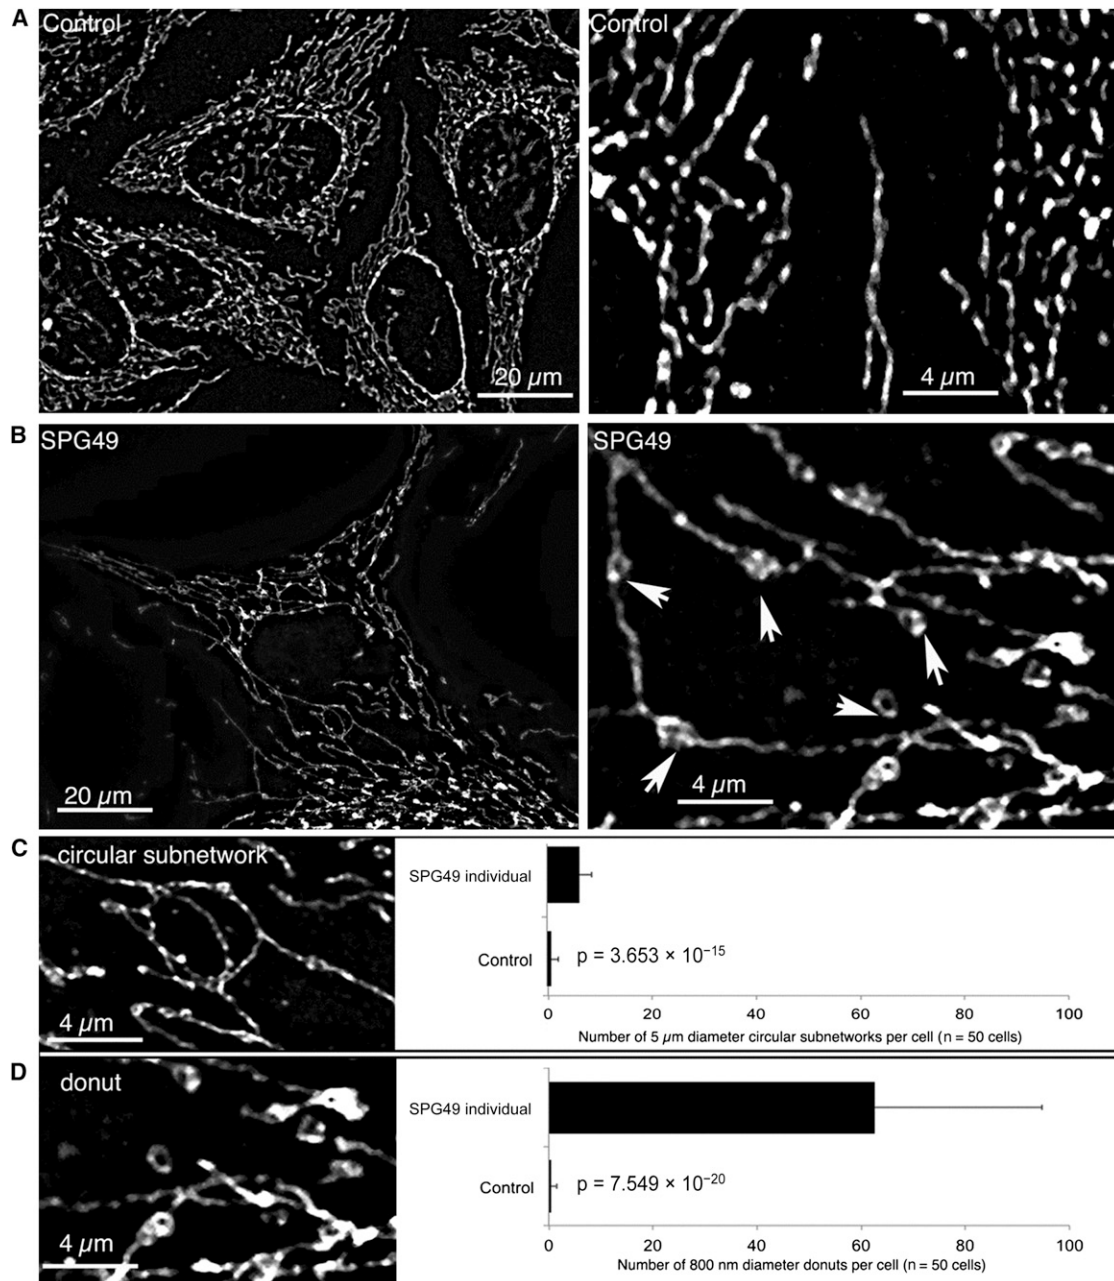 A
Control
20 µm
Control
4 µm
B
SPG49
20 µm
SPG49
4 µm
C
circular subnetwork
4 µm
SPG49 individual
Control
p = 3.653 × 10⁻¹⁵
0 20 40 60 80 100
Number of 5 µm diameter circular subnetworks per cell (n = 50 cells)
D
donut
4 µm
SPG49 individual
Control
p = 7.549 × 10⁻²⁰
0 20 40 60 80 100
Number of 800 nm diameter donuts per cell (n = 50 cells)